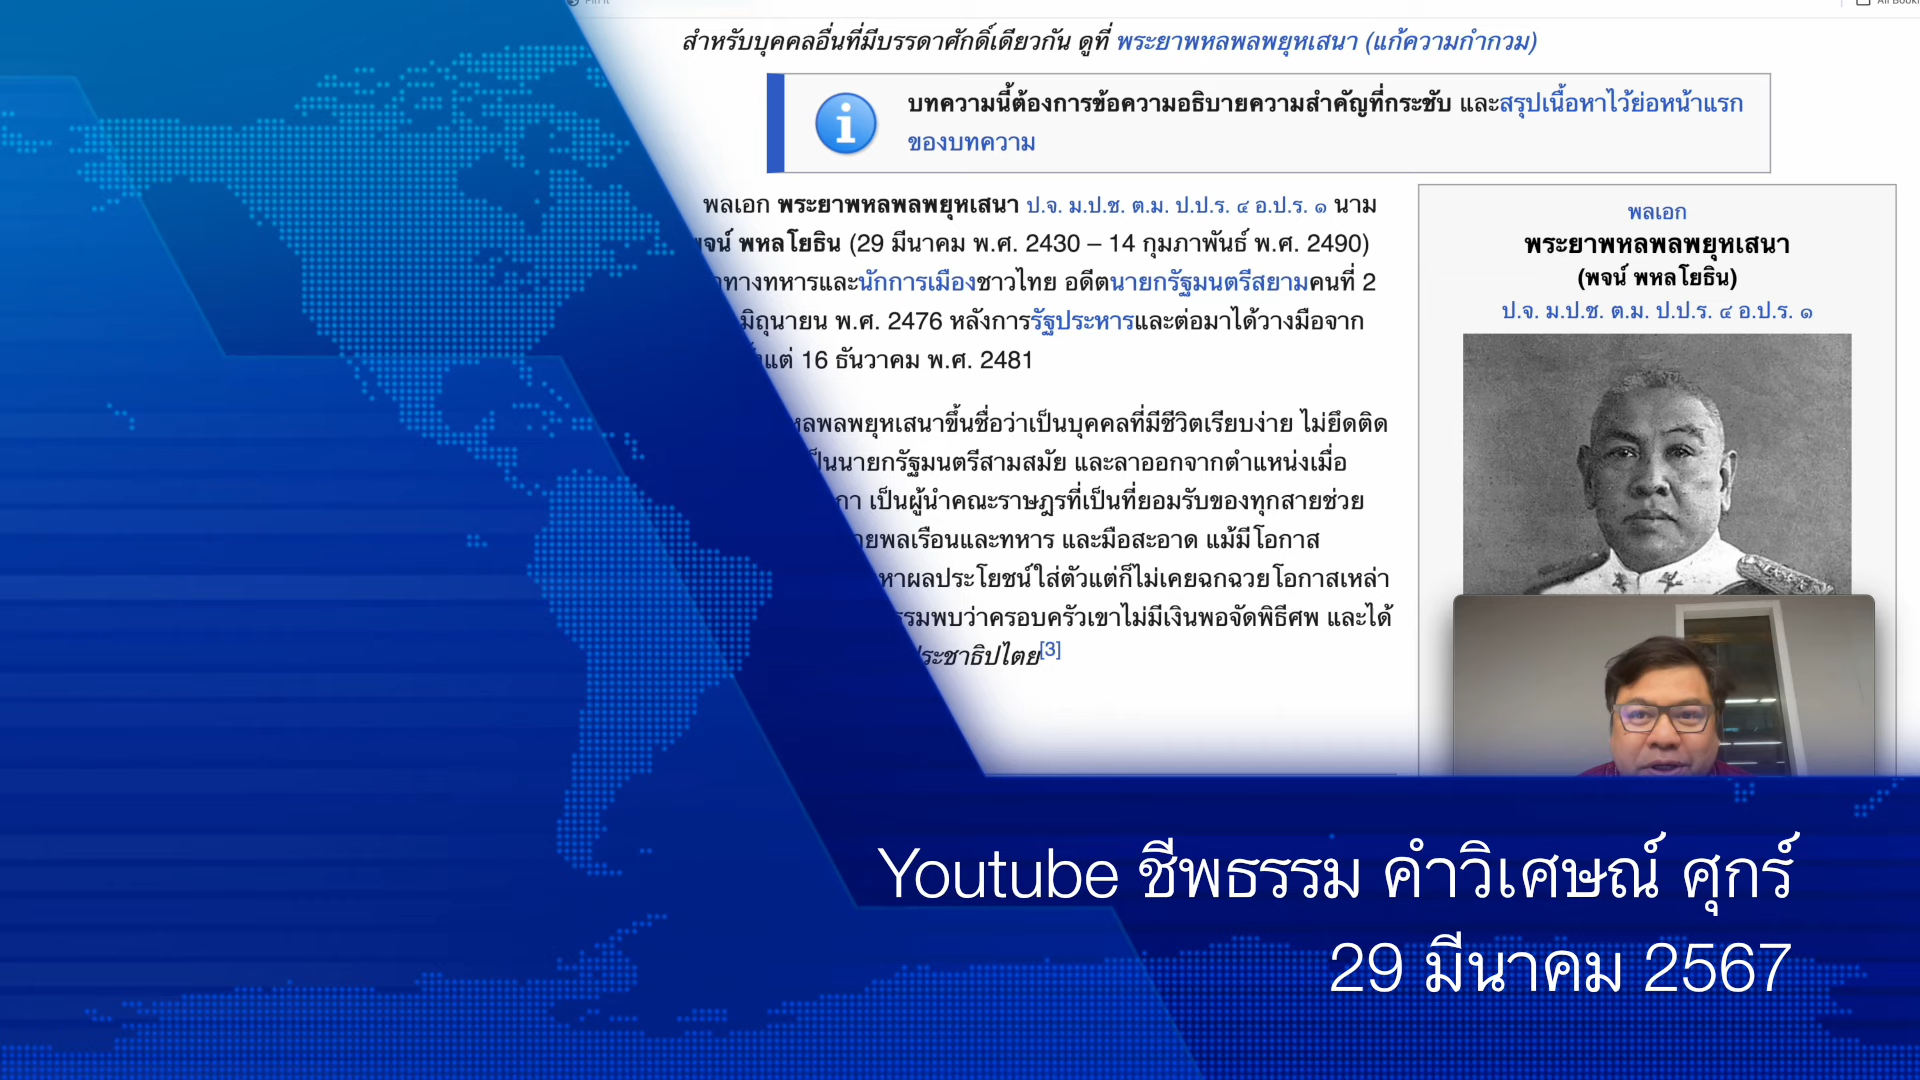 สำหรับบุคคลอื่นที่มีบรรดาศักดิ์เดียวกัน ดูที่ พระยาพหลพลพยุหเสนา (แก้ความกำกวม)
บทความนี้ต้องการข้อความอธิบายความสำคัญที่กระชับ และสรุปเนื้อหาไว้ย่อหน้าแรก
ของบทความ
พลเอก พระยาพหลพลพยุหเสนา ป.จ. ม.ป.ช. ต.ม. ป.ป.ร. ๔ อ.ป.ร. ๑ นาม
พจน์ พหลโยธิน (29 มีนาคม พ.ศ. 2430 – 14 กุมภาพันธ์ พ.ศ. 2490)
ทางทหารและนักการเมืองชาวไทย อดีตนายกรัฐมนตรีสยามคนที่ 2
มิถุนายน พ.ศ. 2476 หลังการรัฐประหารและต่อมาได้วางมือจาก
แต่ 16 ธันวาคม พ.ศ. 2481
หลพลพยุหเสนาขึ้นชื่อว่าเป็นบุคคลที่มีชีวิตเรียบง่าย ไม่ยึดติด
เป็นนายกรัฐมนตรีสามสมัย และลาออกจากตำแหน่งเมื่อ
เป็นผู้นำคณะราษฎรที่เป็นที่ยอมรับของทุกสายช่วย
ยพลเรือนและทหาร และมือสะอาด แม้มีโอกาส
หาผลประโยชน์ใส่ตัวแต่ก็ไม่เคยฉกฉวยโอกาสเหล่า
รรมพบว่าครอบครัวเขาไม่มีเงินพอจัดพิธีศพ และได้
ประชาธิปไตย[3]
พลเอก
พระยาพหลพลพยุหเสนา
(พจน์ พหลโยธิน)
ป.จ. ม.ป.ช. ต.ม. ป.ป.ร. ๔ อ.ป.ร. ๑
Youtube ชีพธรรม คำวิเศษณ์ ศุกร์
29 มีนาคม 2567